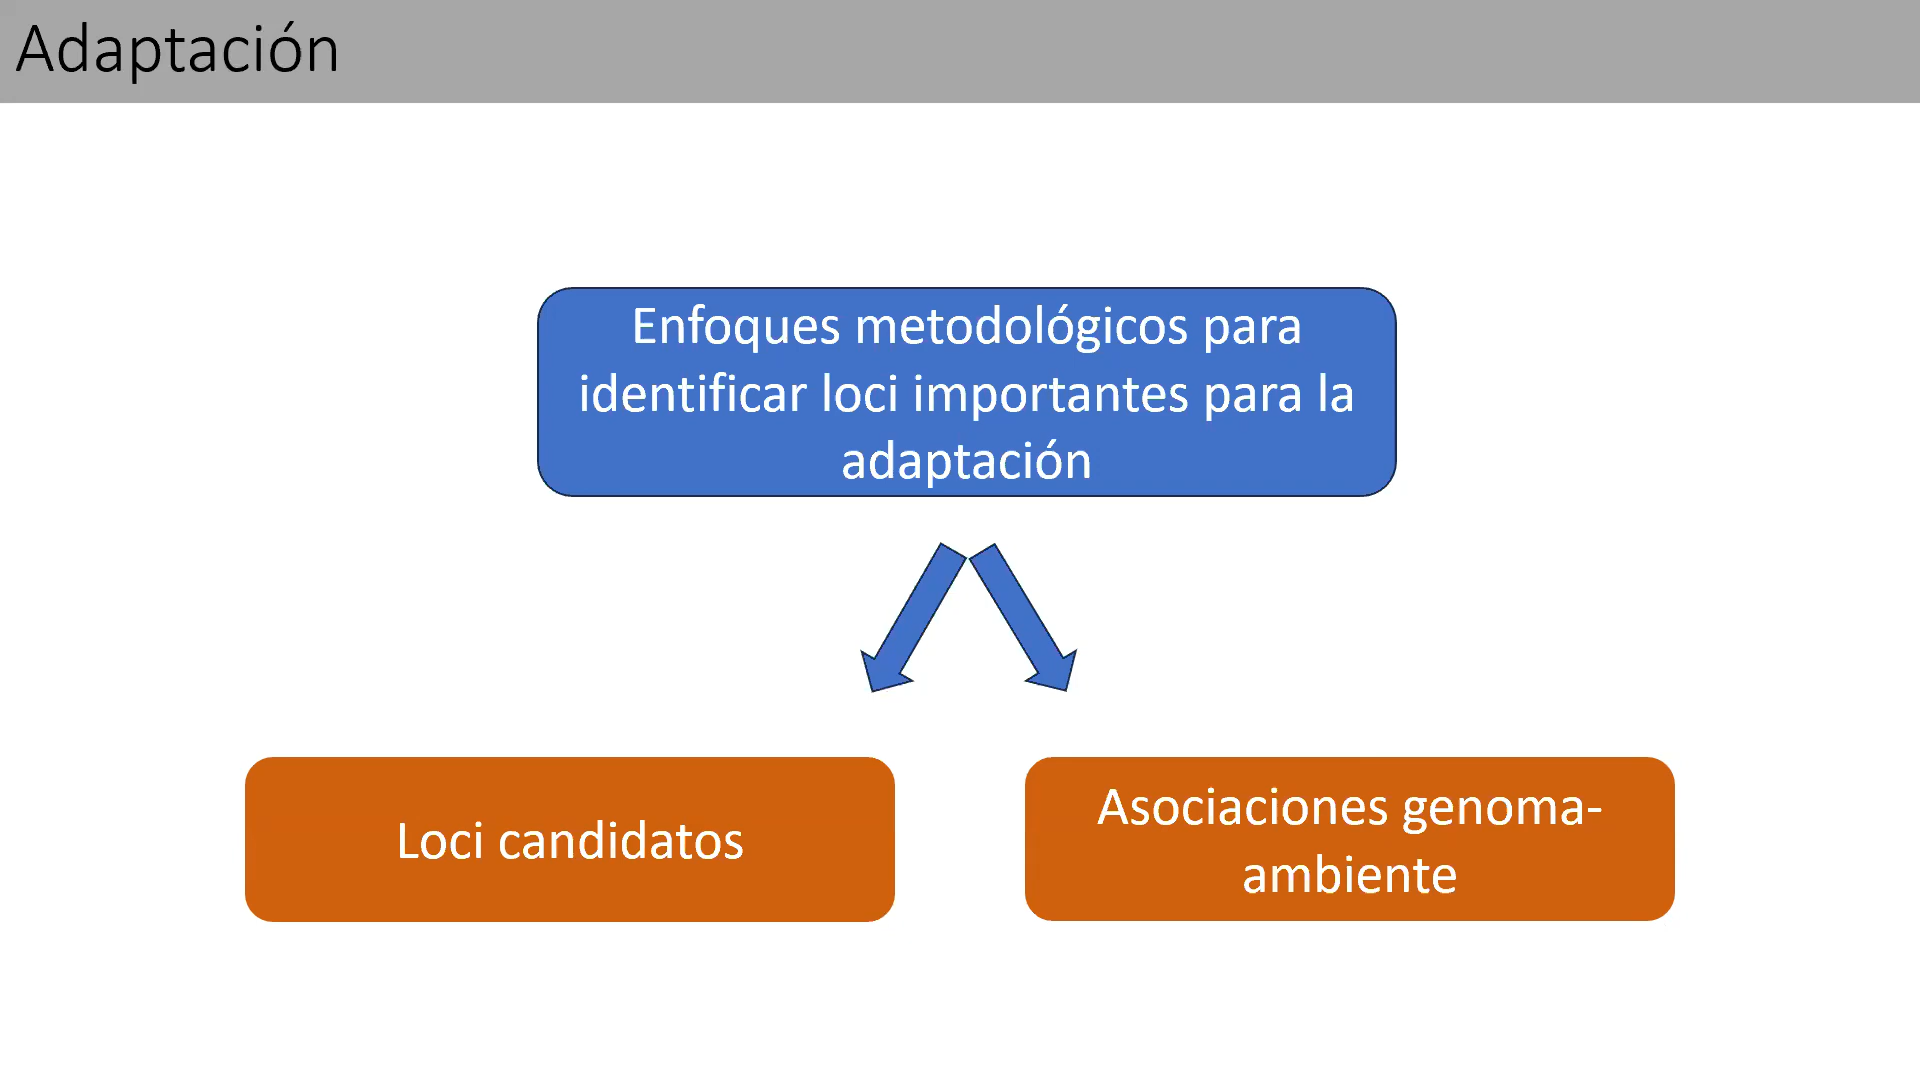 Adaptación
Enfoques metodológicos para
identificar loci importantes para la
adaptación
Loci candidatos
Asociaciones genoma-
ambiente